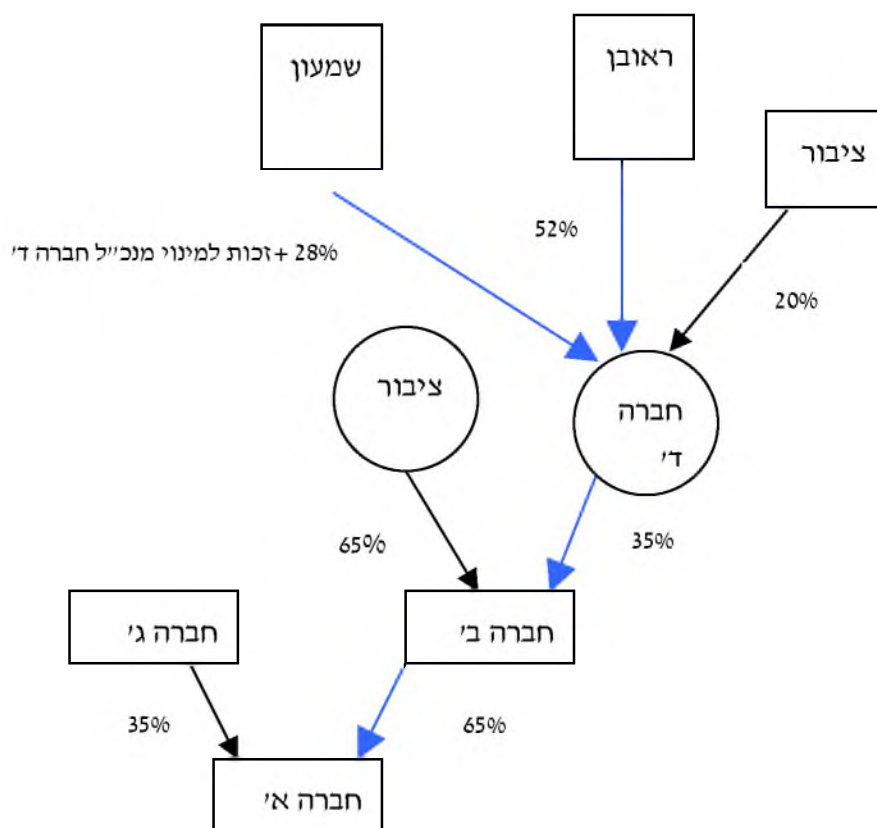 שמעון
ראובן
ציבור
28% +זכות למינוי מנכ״ל חברה ד׳
52%
20%
ציבור
חברה
ד׳
65%
35%
חברה ג׳
חברה ב׳
35%
65%
חברה א׳